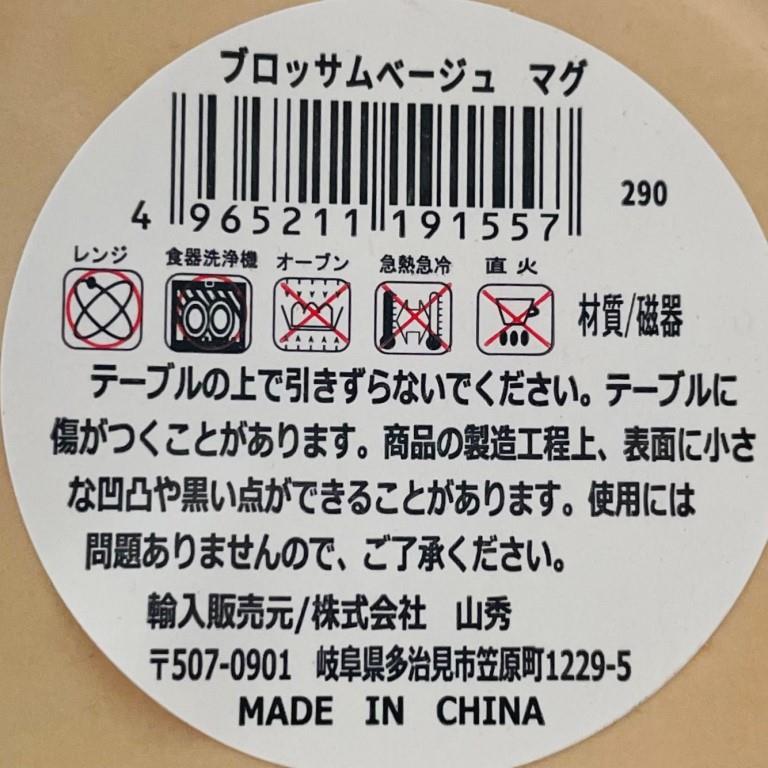 ブロッサムベージュ　マグ
4 965211 191557
290
レンジ 食器洗浄機 オーブン 急熱急冷 直火
材質/磁器
テーブルの上で引きずらないでください。テーブルに
傷がつくことがあります。商品の製造工程上、表面に小さ
な凹凸や黒い点ができることがあります。使用には
問題ありませんので、ご了承ください。
輸入販売元/株式会社　山秀
〒507-0901　岐阜県多治見市笠原町1229-5
MADE IN CHINA